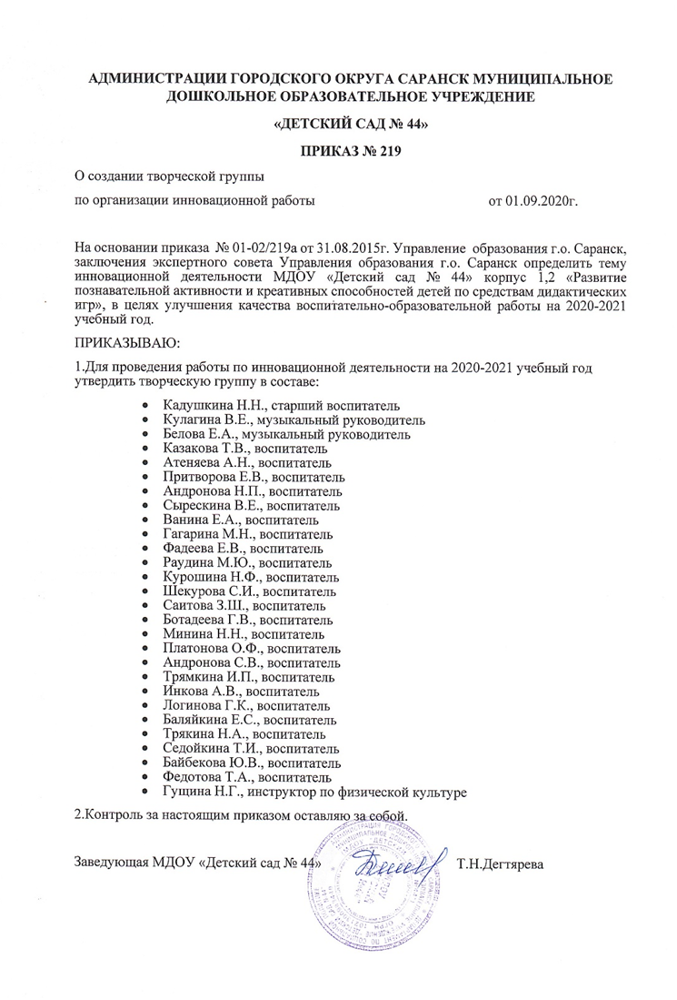 АДМИНИСТРАЦИИ ГОРОДСКОГО ОКРУГА САРАНСК МУНИЦИПАЛЬНОЕ
ДОШКОЛЬНОЕ ОБРАЗОВАТЕЛЬНОЕ УЧРЕЖДЕНИЕ
«ДЕТСКИЙ САД № 44»
ПРИКАЗ № 219
О создании творческой группы
по организации инновационной работы от 01.09.2020г.
На основании приказа № 01-02/219а от 31.08.2015г. Управление образования г.о. Саранск,
заключения экспертного совета Управления образования г.о. Саранск определить тему
инновационной деятельности МДОУ «Детский сад № 44» корпус 1,2 «Развитие
познавательной активности и креативных способностей детей по средствам дидактических
игр», в целях улучшения качества воспитательно-образовательной работы на 2020-2021
учебный год.
ПРИКАЗЫВАЮ:
1.Для проведения работы по инновационной деятельности на 2020-2021 учебный год
утвердить творческую группу в составе:
• Кадушкина Н.Н., старший воспитатель
• Кулагина В.Е., музыкальный руководитель
• Белова Е.А., музыкальный руководитель
• Казакова Т.В., воспитатель
• Атеняева А.Н., воспитатель
• Притворова Е.В., воспитатель
• Андронова Н.П., воспитатель
• Сырескина В.Е., воспитатель
• Ванина Е.А., воспитатель
• Гагарина М.Н., воспитатель
• Фадеева Е.В., воспитатель
• Раудина М.Ю., воспитатель
• Курошина Н.Ф., воспитатель
• Шекурова С.И., воспитатель
• Саитова З.Ш., воспитатель
• Ботадеева Г.В., воспитатель
• Минина Н.Н., воспитатель
• Платонова О.Ф., воспитатель
• Андронова С.В., воспитатель
• Трямкина И.П., воспитатель
• Инкова А.В., воспитатель
• Логинова Г.К., воспитатель
• Баляйкина Е.С., воспитатель
• Трякина Н.А., воспитатель
• Седойкина Т.И., воспитатель
• Байбекова Ю.В., воспитатель
• Федотова Т.А., воспитатель
• Гущина Н.Г., инструктор по физической культуре
2.Контроль за настоящим приказом оставляю за собой.
Заведующая МДОУ «Детский сад № 44» Т.Н.Дегтярева